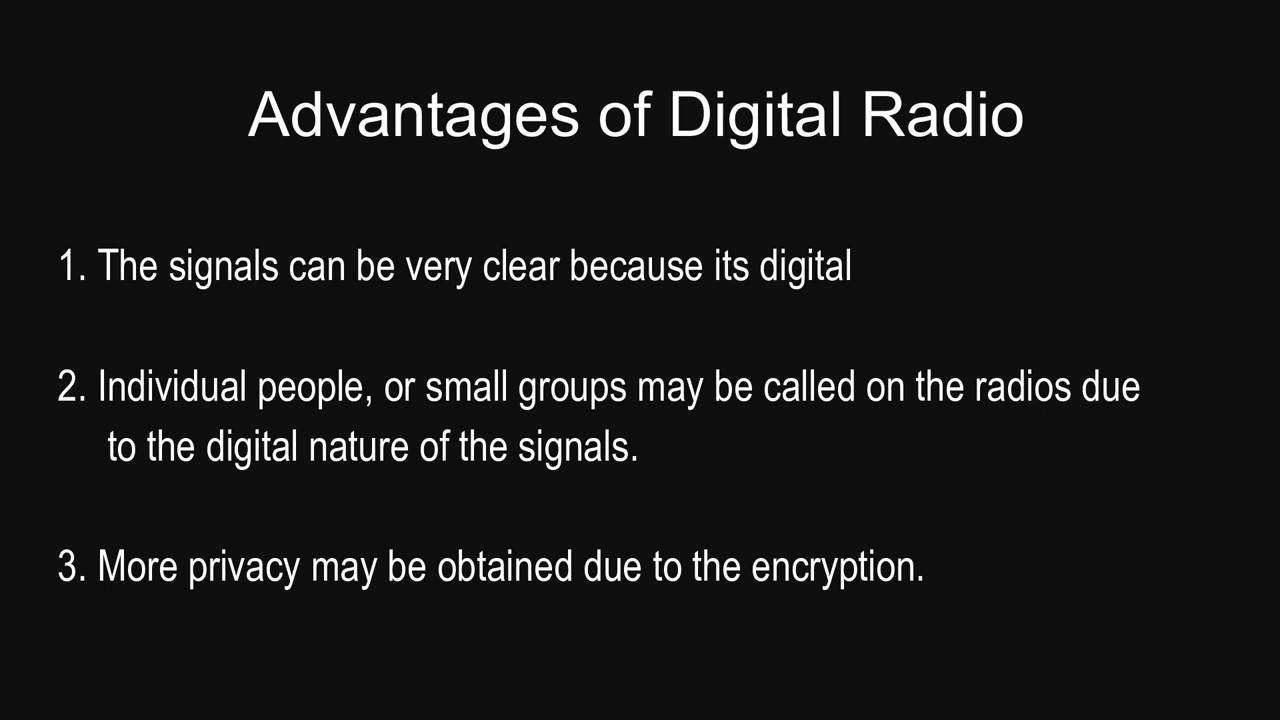 Advantages of Digital Radio
1. The signals can be very clear because its digital
2. Individual people, or small groups may be called on the radios due
to the digital nature of the signals.
3. More privacy may be obtained due to the encryption.